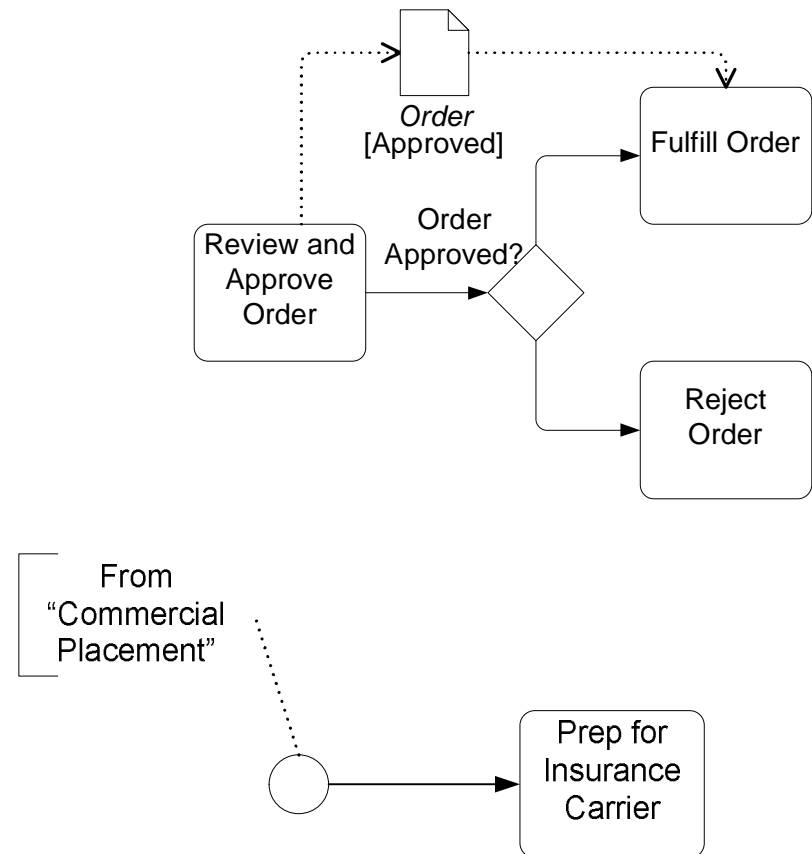 Order
[Approved]
Fulfill Order
Order
Approved?
Review and
Approve
Order
Reject
Order
From
“Commercial
Placement”
Prep for
Insurance
Carrier